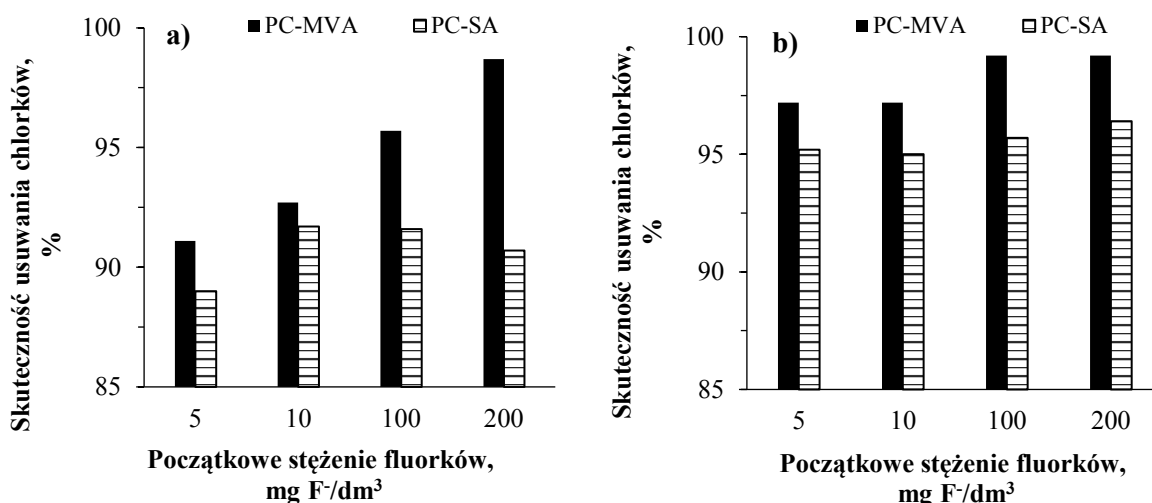 a)
PC-MVA PC-SA
Skuteczność usuwania chlorków,
%
100
95
90
85
5 10 100 200
Początkowe stężenie fluorków,
mg F-/dm³
b)
PC-MVA PC-SA
Skuteczność usuwania chlorków,
%
100
95
90
85
5 10 100 200
Początkowe stężenie fluorków,
mg F-/dm³